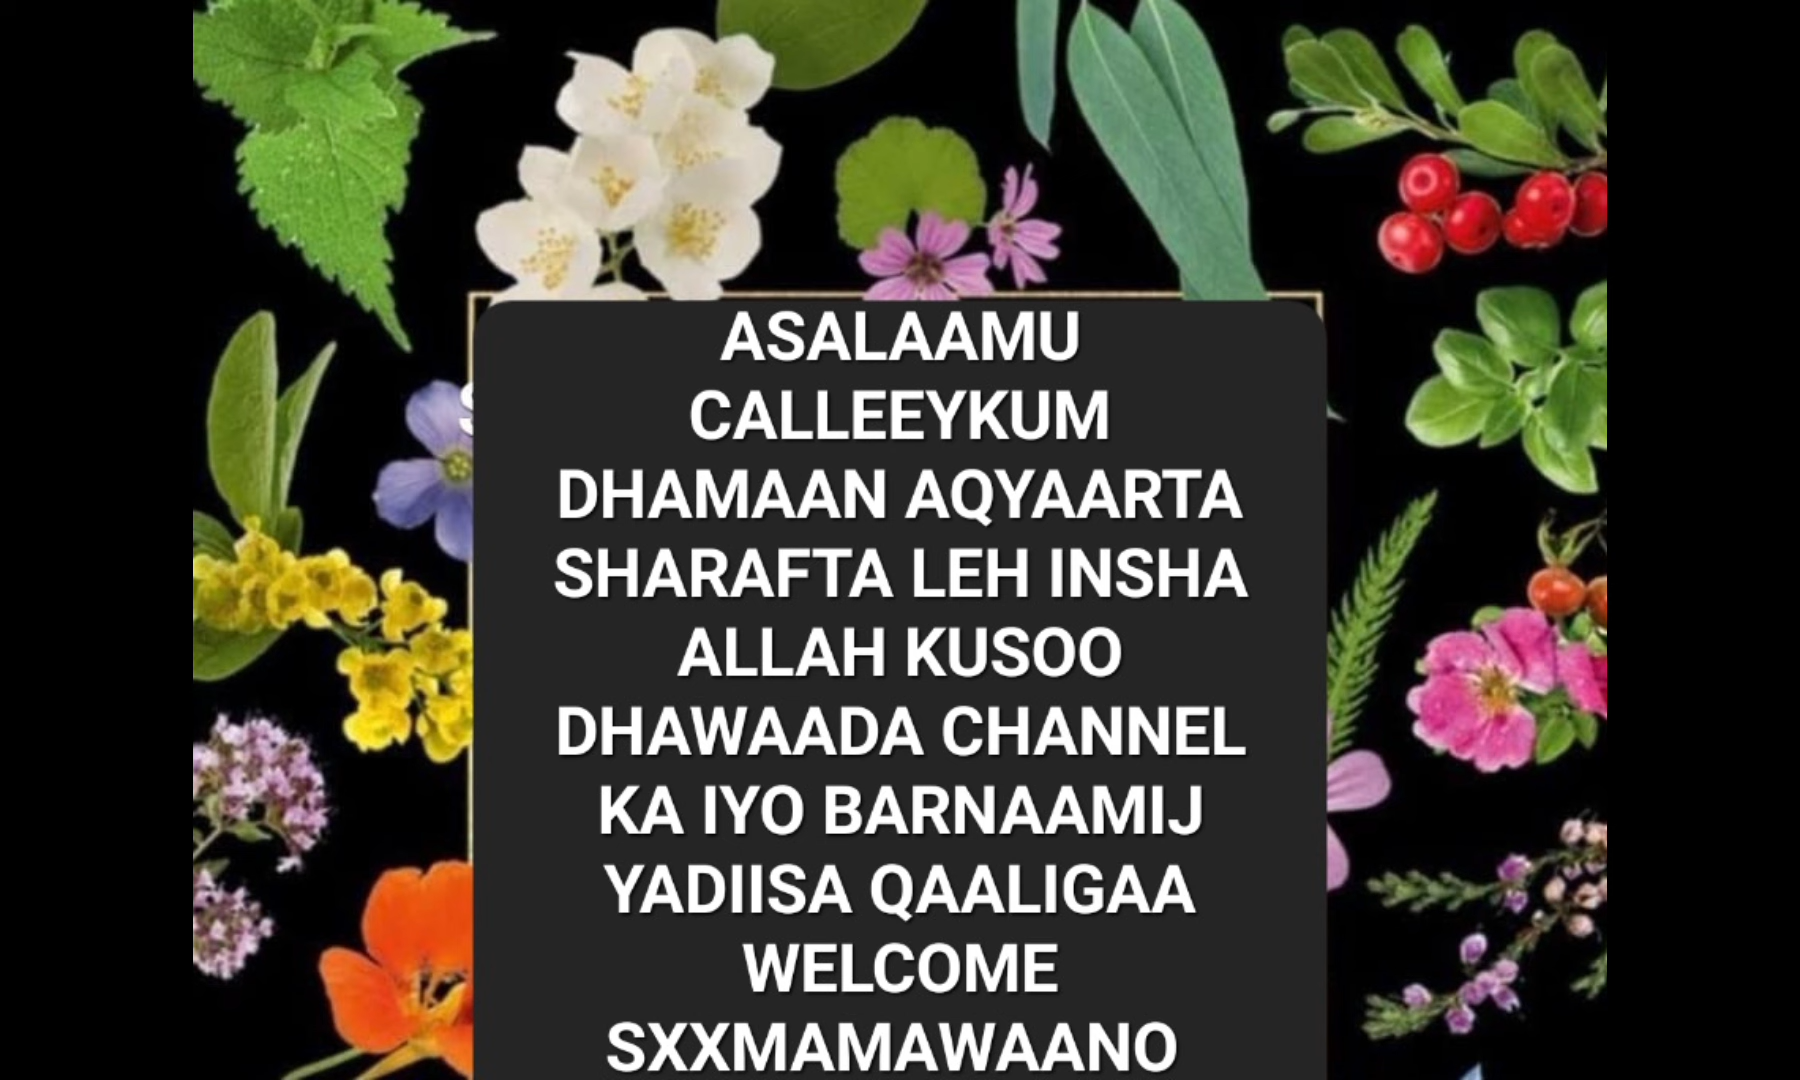 ASALAAMU
CALLEEYKUM
DHAMAAN AQYAARTA
SHARAFTA LEH INSHA
ALLAH KUSOO
DHAWAADA CHANNEL
KA IYO BARNAAMIJ
YADIISA QAALIGAA
WELCOME
SXXMAMAWAANO